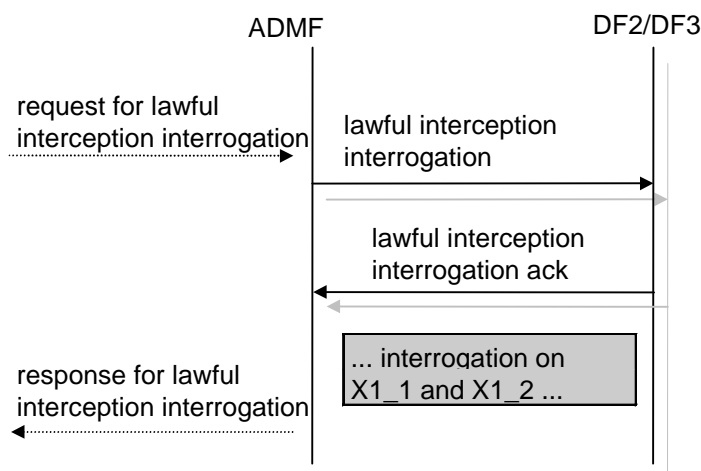 ADMF
DF2/DF3
request for lawful
interception interrogation
lawful interception
interrogation
lawful interception
interrogation ack
... interrogation on
X1_1 and X1_2 ...
response for lawful
interception interrogation